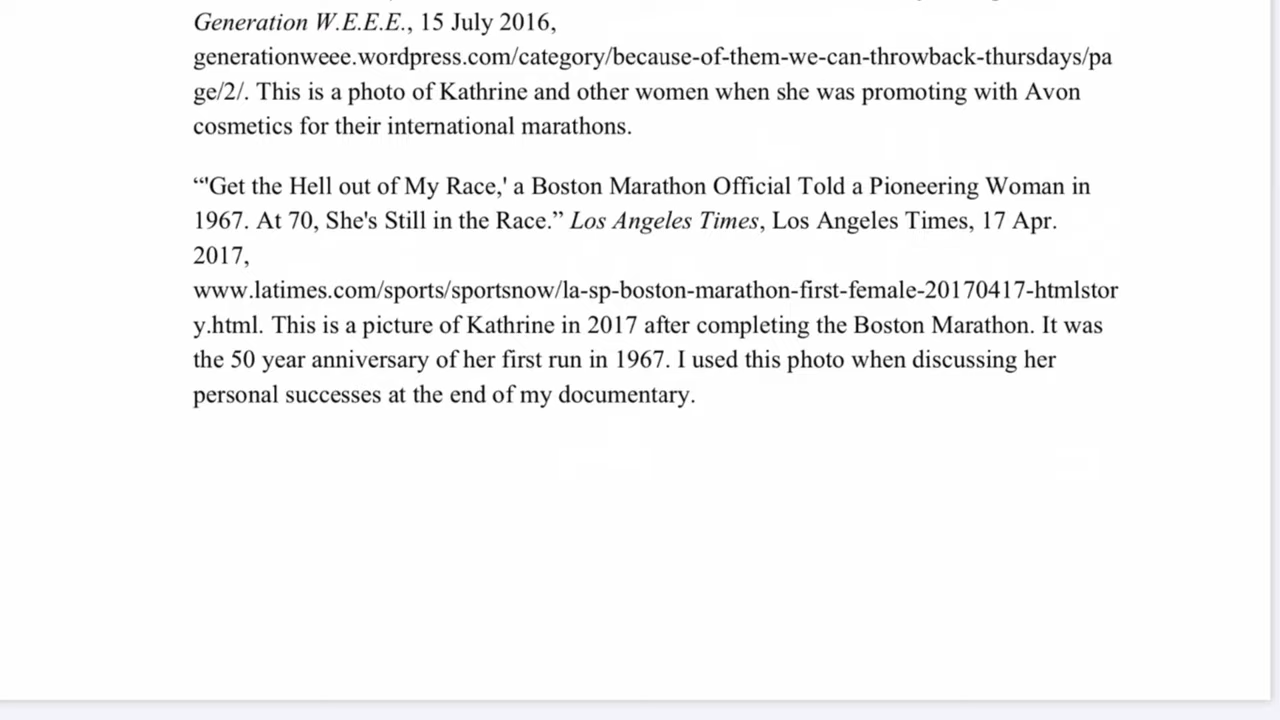 Generation W.E.E.E., 15 July 2016,
generationweee.wordpress.com/category/because-of-them-we-can-throwback-thursdays/pa
ge/2/. This is a photo of Kathrine and other women when she was promoting with Avon
cosmetics for their international marathons.
“'Get the Hell out of My Race,' a Boston Marathon Official Told a Pioneering Woman in
1967. At 70, She's Still in the Race.” Los Angeles Times, Los Angeles Times, 17 Apr.
2017,
www.latimes.com/sports/sportsnow/la-sp-boston-marathon-first-female-20170417-htmlstor
y.html. This is a picture of Kathrine in 2017 after completing the Boston Marathon. It was
the 50 year anniversary of her first run in 1967. I used this photo when discussing her
personal successes at the end of my documentary.